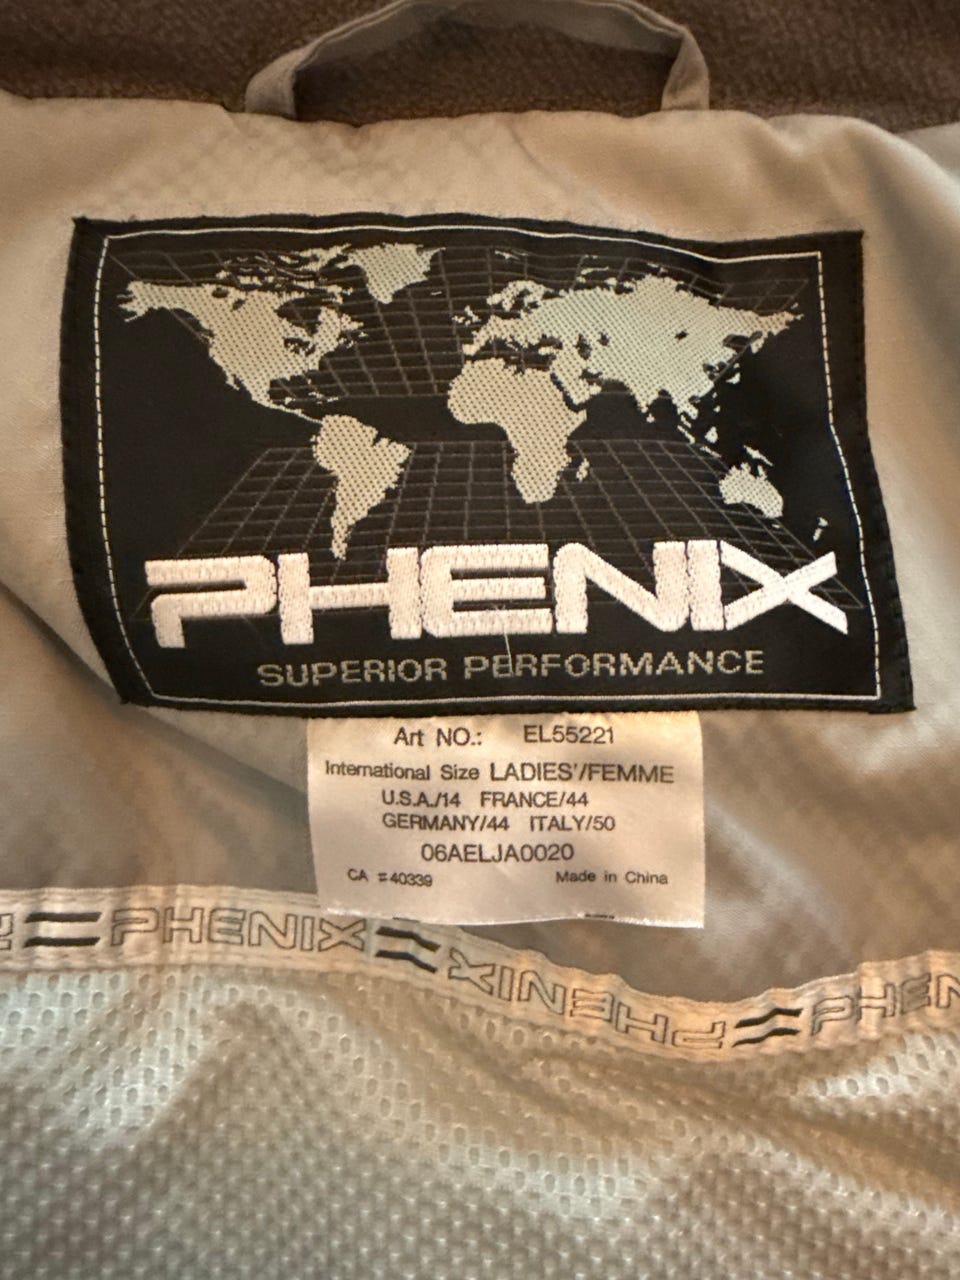 PHENIX
SUPERIOR PERFORMANCE
Art NO.: EL55221
International Size LADIES'/FEMME
U.S.A./14 FRANCE/44
GERMANY/44 ITALY/50
06AELJA0020
CA #40339 Made in China
PHENIX PHENIX PHEN